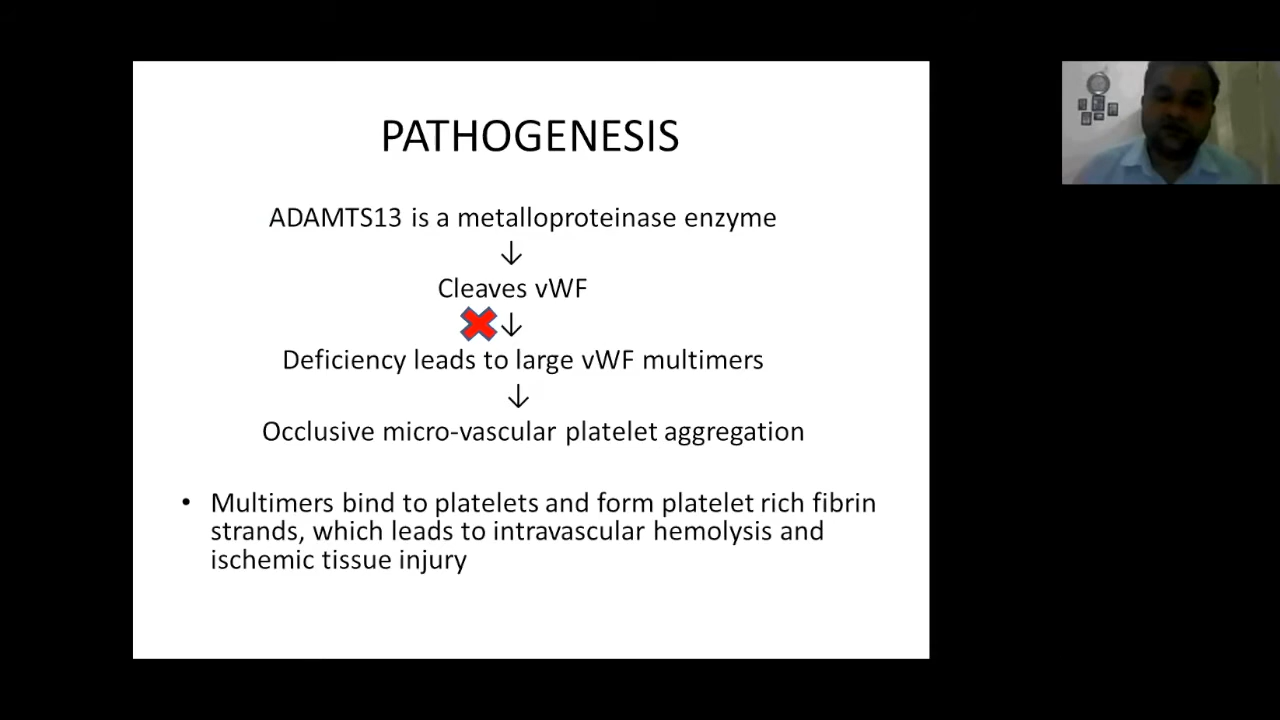 PATHOGENESIS
ADAMTS13 is a metalloproteinase enzyme
↓
Cleaves vWF
↓
Deficiency leads to large vWF multimers
↓
Occlusive micro-vascular platelet aggregation
• Multimers bind to platelets and form platelet rich fibrin
strands, which leads to intravascular hemolysis and
ischemic tissue injury